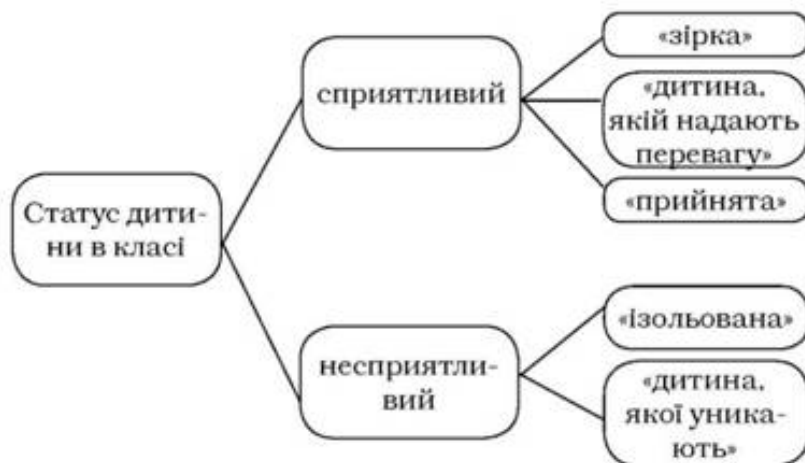 Статус дити-
ни в класі
сприятливий
«зірка»
«дитина,
якій надають
перевагу»
«прийнята»
несприятли-
вий
«ізольована»
«дитина,
якої уника-
ють»